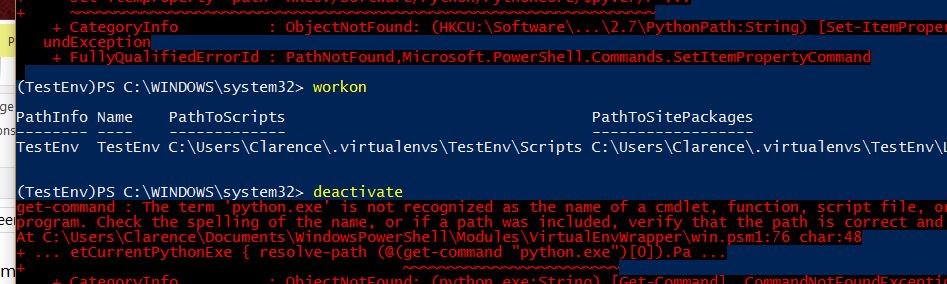 + CategoryInfo : ObjectNotFound: (HKCU:\Software\...\2.7\PythonPath:String) [Set-ItemProper
undException
+ FullyQualifiedErrorId : PathNotFound,Microsoft.PowerShell.Commands.SetItemPropertyCommand
(TestEnv)PS C:\WINDOWS\system32> workon
PathInfo Name PathToScripts PathToSitePackages
-------- ---- ------------- ------------------
TestEnv TestEnv C:\Users\Clarence\.virtualenvs\TestEnv\Scripts C:\Users\Clarence\.virtualenvs\TestEnv\L
(TestEnv)PS C:\WINDOWS\system32> deactivate
get-command : The term 'python.exe' is not recognized as the name of a cmdlet, function, script file, or
program. Check the spelling of the name, or if a path was included, verify that the path is correct and
At C:\Users\Clarence\Documents\WindowsPowerShell\Modules\VirtualEnvWrapper\win.psm1:76 char:48
+ ... etCurrentPythonExe { resolve-path (@(get-command "python.exe")[0]).Pa ...
+ ~~~~~~~~~~~~~~~~~~~~~~~~
+ CategoryInfo : ObjectNotFound: (python.exe:String) [Get-Command], CommandNotFoundExcepti